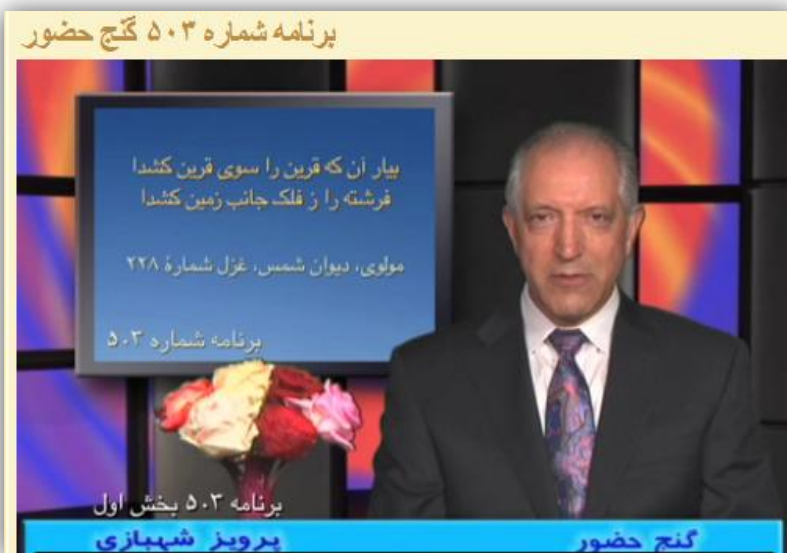 برنامه شماره ۵۰۳ گنج حضور
بیار آن که قرین را سوی قرین کشدا
فرشته را ز فلک جانب زمین کشدا
مولوی، دیوان شمس، غزل شمارهٔ ۲۲۸
برنامه شماره ۵۰۳
برنامه ۵۰۳ بخش اول
گنج حضور
پرویز شهبازی